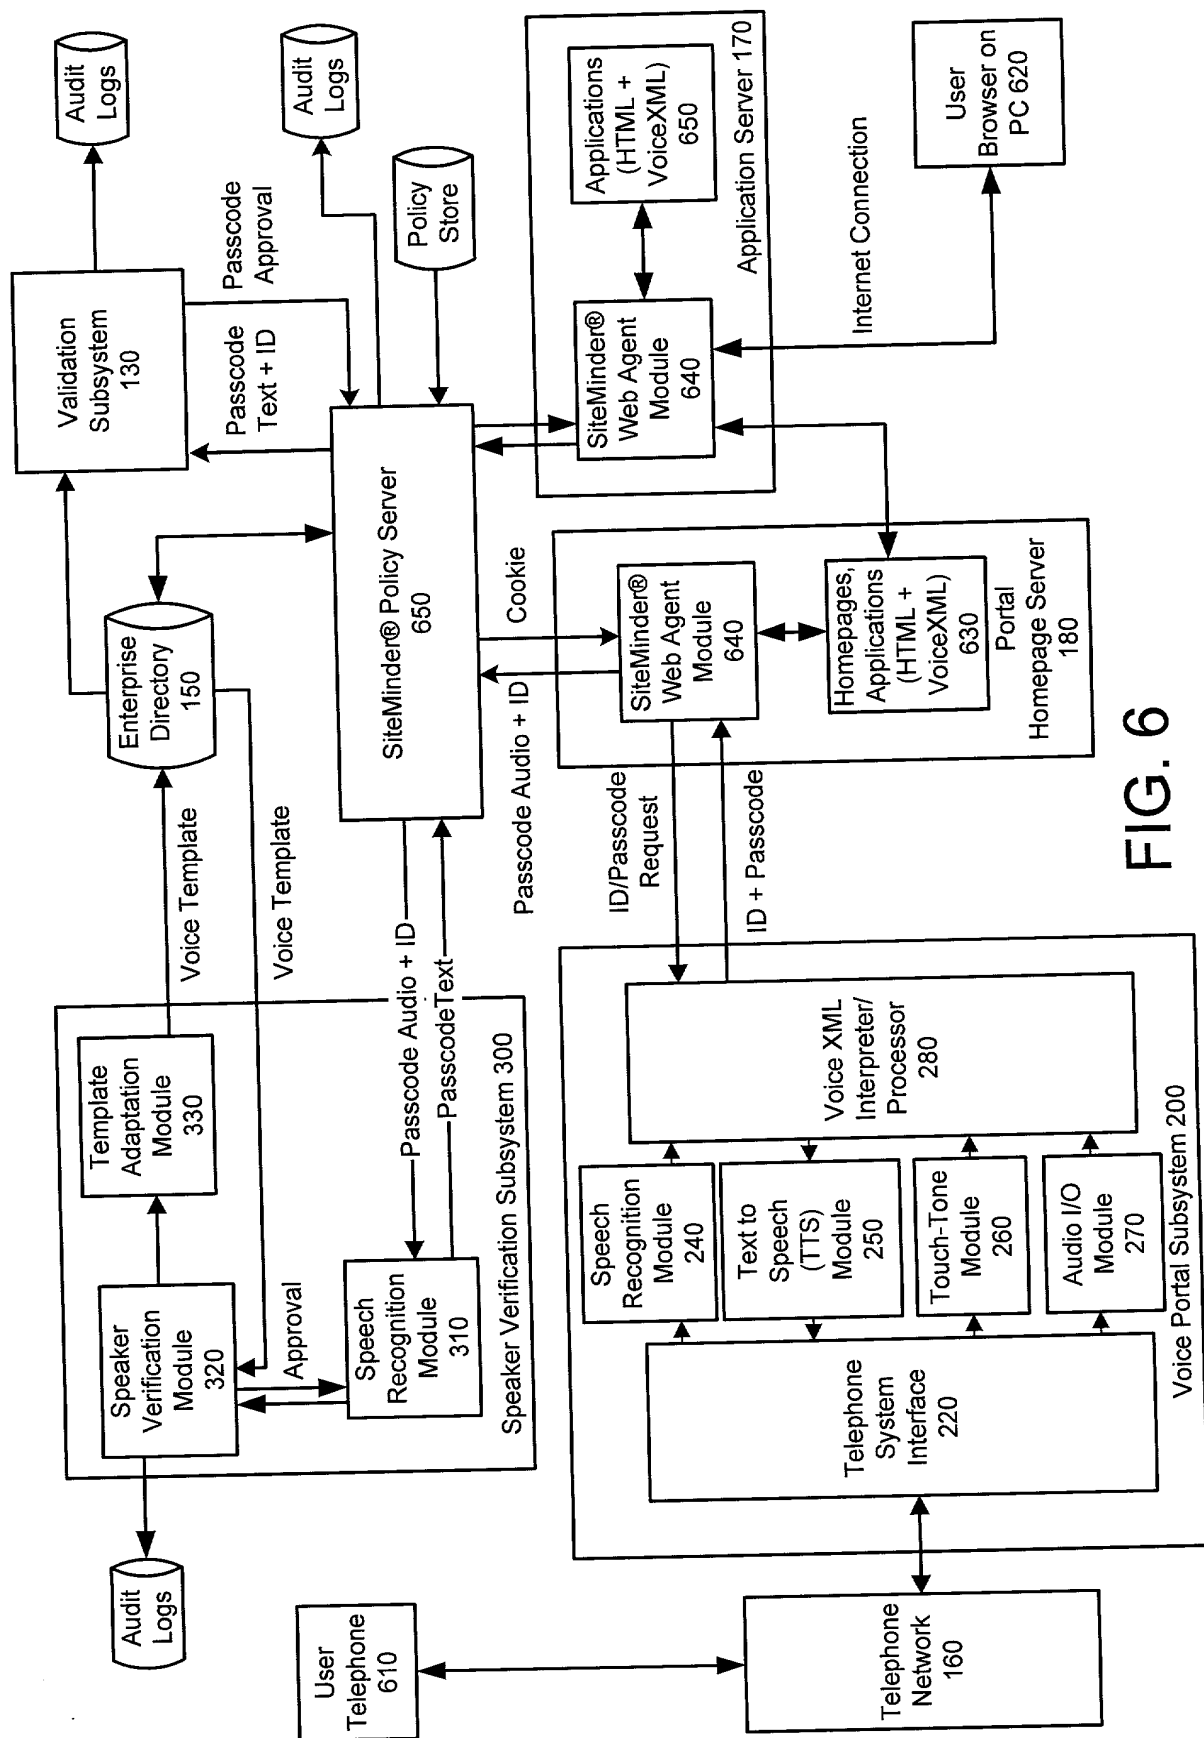 Audit
Logs
Speaker
Verification
Module
320
Template
Adaptation
Module
330
Approval
Speech
Recognition
Module
310
Speaker Verification Subsystem 300
Voice Template
Voice Template
Enterprise
Directory
150
Validation
Subsystem
130
Audit
Logs
Passcode
Text + ID
Passcode
Approval
Audit
Logs
Passcode Audio + ID
PasscodeText
SiteMinder® Policy Server
650
Policy
Store
Passcode Audio + ID
Cookie
User
Telephone
610
Telephone
Network
160
Telephone
System
Interface
220
Speech
Recognition
Module
240
Text to
Speech
(TTS)
Module
250
Touch-Tone
Module
260
Audio I/O
Module
270
Voice XML
Interpreter/
Processor
280
Voice Portal Subsystem 200
ID/Passcode
Request
ID + Passcode
SiteMinder®
Web Agent
Module
640
Homepages,
Applications
(HTML +
VoiceXML)
630
Portal
Homepage Server
180
SiteMinder®
Web Agent
Module
640
Applications
(HTML +
VoiceXML)
650
Application Server 170
Internet Connection
User
Browser on
PC 620
FIG. 6